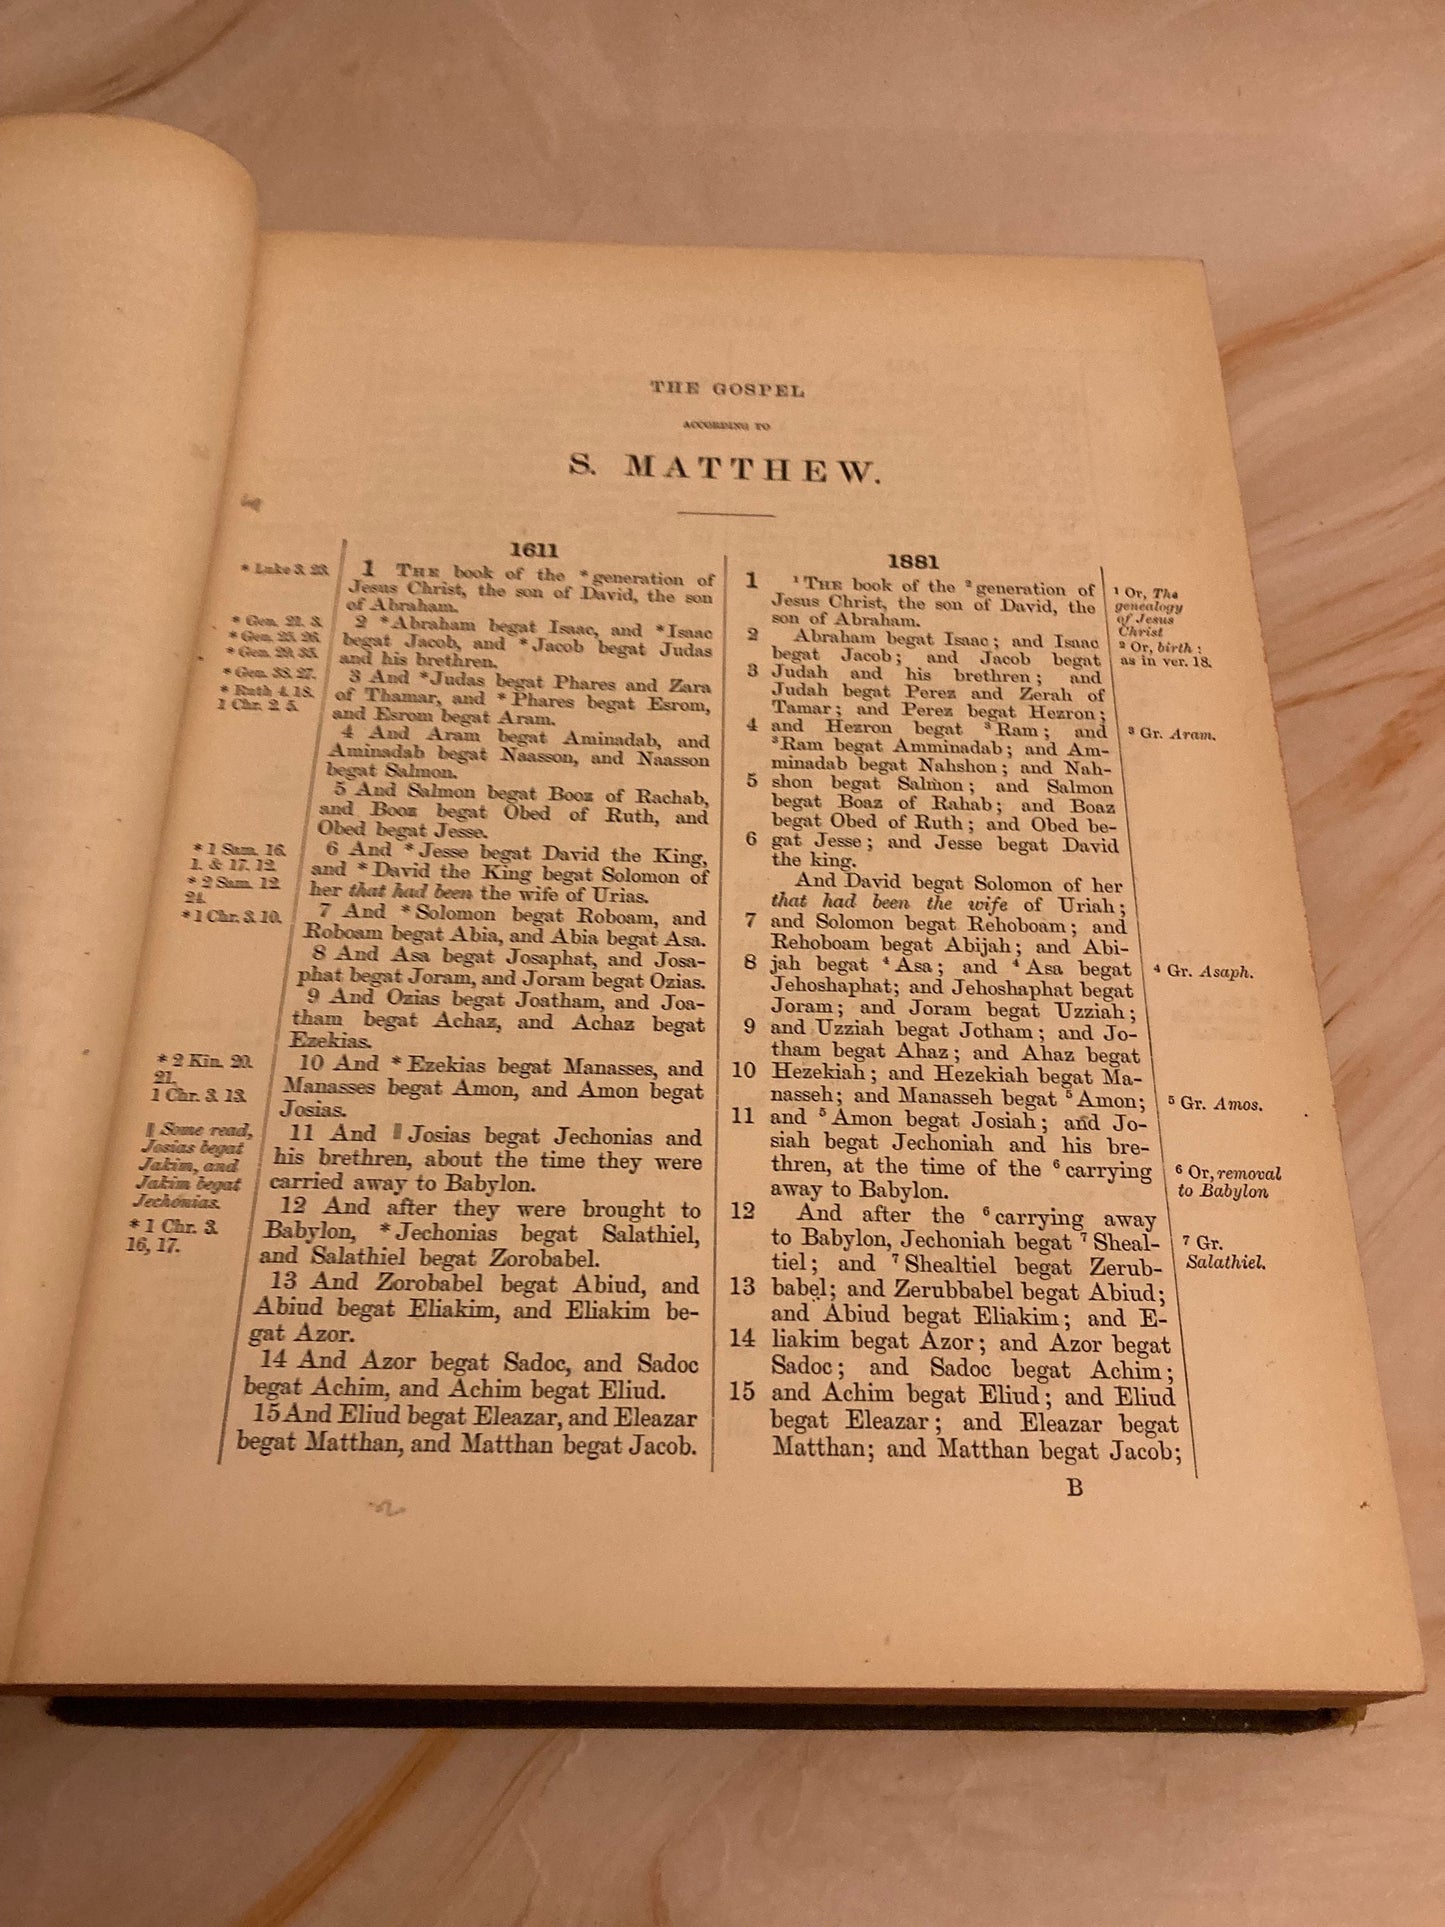 THE GOSPEL
ACCORDING TO
S. MATTHEW.
1611
* Luke 3. 23.
* Gen. 21. 3.
* Gen. 25. 26.
* Gen. 29. 35.
* Gen. 38. 27.
* Ruth 4. 18.
1 Chr. 2. 5.
* 1 Sam. 16.
1. & 17. 12.
* 2 Sam. 12.
24.
* 1 Chr. 3. 10.
* 2 Kin. 20.
21.
1 Chr. 3. 13.
‖ Some read,
Josias begat
Jakim, and
Jakim begat
Jechonias.
* 1 Chr. 3.
16, 17.
1 THE book of the * generation of
Jesus Christ, the son of David, the son
of Abraham.
2 * Abraham begat Isaac, and * Isaac
begat Jacob, and * Jacob begat Judas
and his brethren.
3 And * Judas begat Phares and Zara
of Thamar, and * Phares begat Esrom,
and Esrom begat Aram.
4 And Aram begat Aminadab, and
Aminadab begat Naasson, and Naasson
begat Salmon.
5 And Salmon begat Booz of Rachab,
and Booz begat Obed of Ruth, and
Obed begat Jesse.
6 And * Jesse begat David the King,
and * David the King begat Solomon of
her that had been the wife of Urias.
7 And * Solomon begat Roboam, and
Roboam begat Abia, and Abia begat Asa.
8 And Asa begat Josaphat, and Josa-
phat begat Joram, and Joram begat Ozias.
9 And Ozias begat Joatham, and Joa-
tham begat Achaz, and Achaz begat
Ezekias.
10 And * Ezekias begat Manasses, and
Manasses begat Amon, and Amon begat
Josias.
11 And ‖ Josias begat Jechonias and
his brethren, about the time they were
carried away to Babylon.
12 And after they were brought to
Babylon, * Jechonias begat Salathiel,
and Salathiel begat Zorobabel.
13 And Zorobabel begat Abiud, and
Abiud begat Eliakim, and Eliakim be-
gat Azor.
14 And Azor begat Sadoc, and Sadoc
begat Achim, and Achim begat Eliud.
15 And Eliud begat Eleazar, and Eleazar
begat Matthan, and Matthan begat Jacob.
1881
1 ¹ THE book of the ² generation of
Jesus Christ, the son of David, the
son of Abraham.
2 Abraham begat Isaac; and Isaac
begat Jacob; and Jacob begat
3 Judah and his brethren; and
Judah begat Perez and Zerah of
Tamar; and Perez begat Hezron;
4 and Hezron begat ³ Ram; and
³ Ram begat Amminadab; and Am-
minadab begat Nahshon; and Nah-
5 shon begat Salmon; and Salmon
begat Boaz of Rahab; and Boaz
begat Obed of Ruth; and Obed be-
6 gat Jesse; and Jesse begat David
the king.
And David begat Solomon of her
that had been the wife of Uriah;
7 and Solomon begat Rehoboam; and
Rehoboam begat Abijah; and Abi-
8 jah begat ⁴ Asa; and ⁴ Asa begat
Jehoshaphat; and Jehoshaphat begat
Joram; and Joram begat Uzziah;
9 and Uzziah begat Jotham; and Jo-
tham begat Ahaz; and Ahaz begat
10 Hezekiah; and Hezekiah begat Ma-
nasseh; and Manasseh begat ⁵ Amon;
11 and ⁵ Amon begat Josiah; and Jo-
siah begat Jechoniah and his bre-
thren, at the time of the ⁶ carrying
away to Babylon.
12 And after the ⁶ carrying away
to Babylon, Jechoniah begat ⁷ Sheal-
tiel; and ⁷ Shealtiel begat Zerub-
13 babel; and Zerubbabel begat Abiud;
and Abiud begat Eliakim; and E-
14 liakim begat Azor; and Azor begat
Sadoc; and Sadoc begat Achim;
15 and Achim begat Eliud; and Eliud
begat Eleazar; and Eleazar begat
Matthan; and Matthan begat Jacob;
¹ Or, The
genealogy
of Jesus
Christ
² Or, birth:
as in ver. 18.
³ Gr. Aram.
⁴ Gr. Asaph.
⁵ Gr. Amos.
⁶ Or, removal
to Babylon
⁷ Gr.
Salathiel.
B